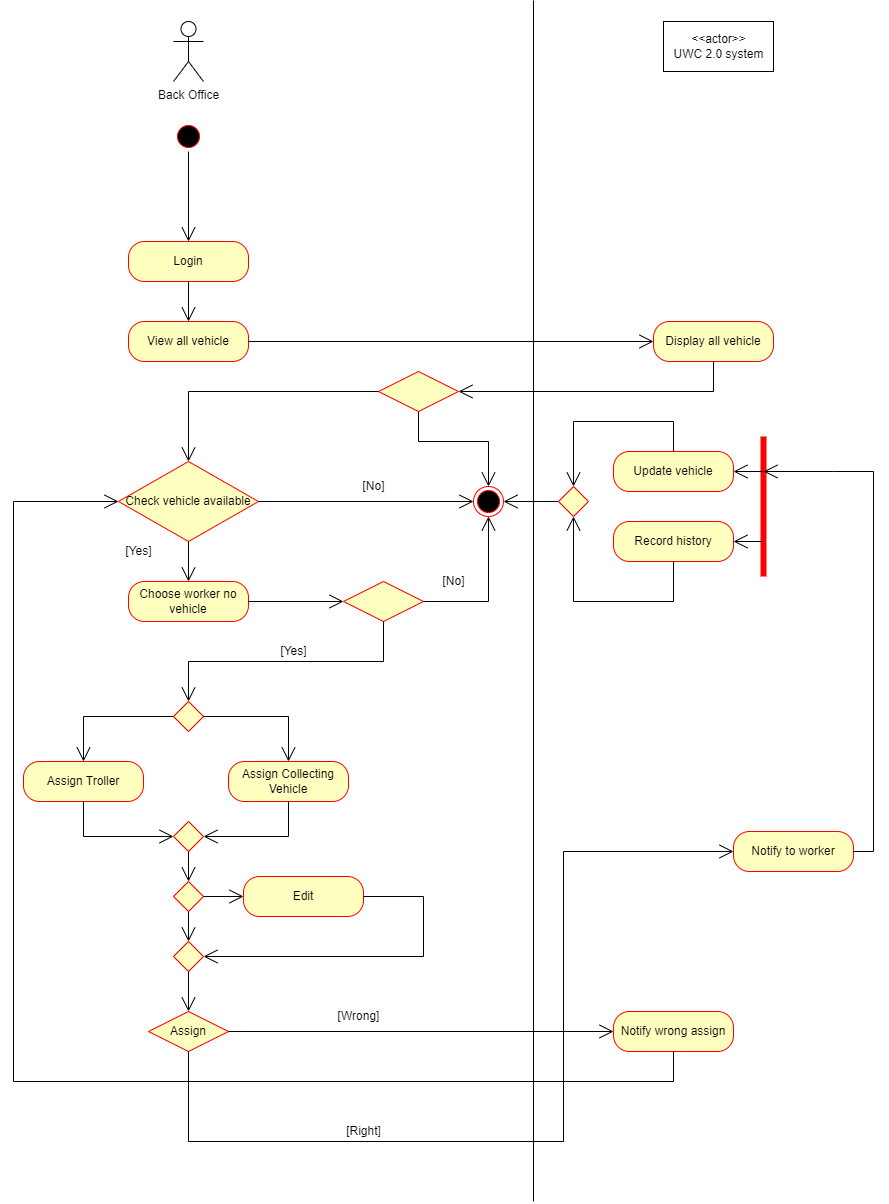 <<actor>>
UWC 2.0 system
Back Office
Login
View all vehicle
Display all vehicle
Check vehicle available
[No]
Update vehicle
Record history
[Yes]
Choose worker no
vehicle
[No]
[Yes]
Assign Troller
Assign Collecting
Vehicle
Notify to worker
Edit
Assign
[Wrong]
Notify wrong assign
[Right]